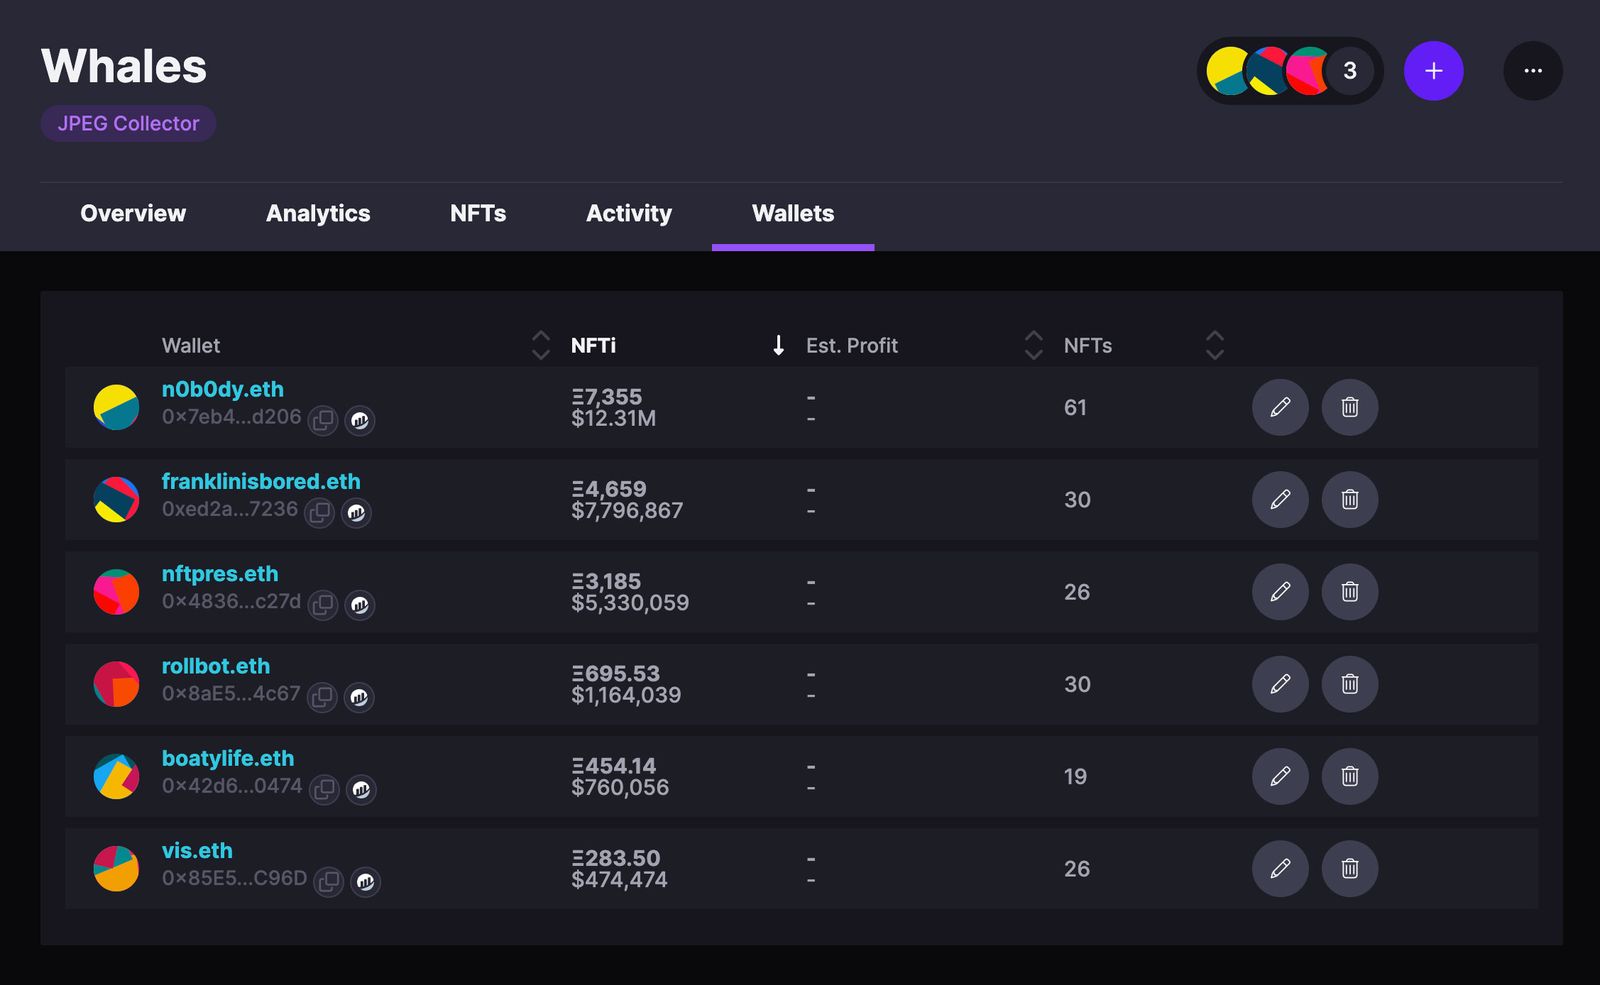 Whales
3
JPEG Collector
Overview Analytics NFTs Activity Wallets
Wallet NFTi Est. Profit NFTs
n0b0dy.eth
0x7eb4...d206
Ξ7,355
$12.31M
-
-
61
franklinisbored.eth
0xed2a...7236
Ξ4,659
$7,796,867
-
-
30
nftpres.eth
0x4836...c27d
Ξ3,185
$5,330,059
-
-
26
rollbot.eth
0x8aE5...4c67
Ξ695.53
$1,164,039
-
-
30
boatylife.eth
0x42d6...0474
Ξ454.14
$760,056
-
-
19
vis.eth
0x85E5...C96D
Ξ283.50
$474,474
-
-
26